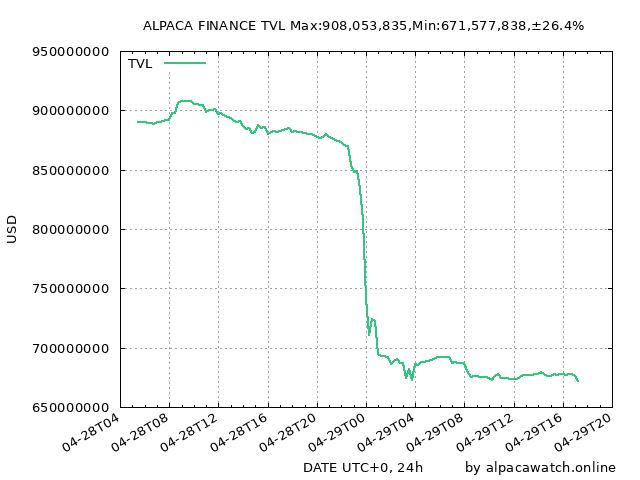 ALPACA FINANCE TVL Max:908,053,835,Min:671,577,838,±26.4%
950000000
TVL
900000000
850000000
800000000
USD
750000000
700000000
650000000
04-28T04 04-28T08 04-28T12 04-28T16 04-28T20 04-29T00 04-29T04 04-29T08 04-29T12 04-29T16 04-29T20
DATE UTC+0, 24h by alpacawatch.online